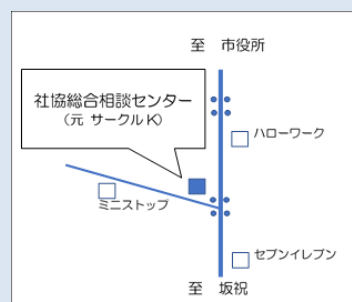 至　市役所
社協総合相談センター
（元 サークルK）
ハローワーク
ミニストップ
セブンイレブン
至　坂祝